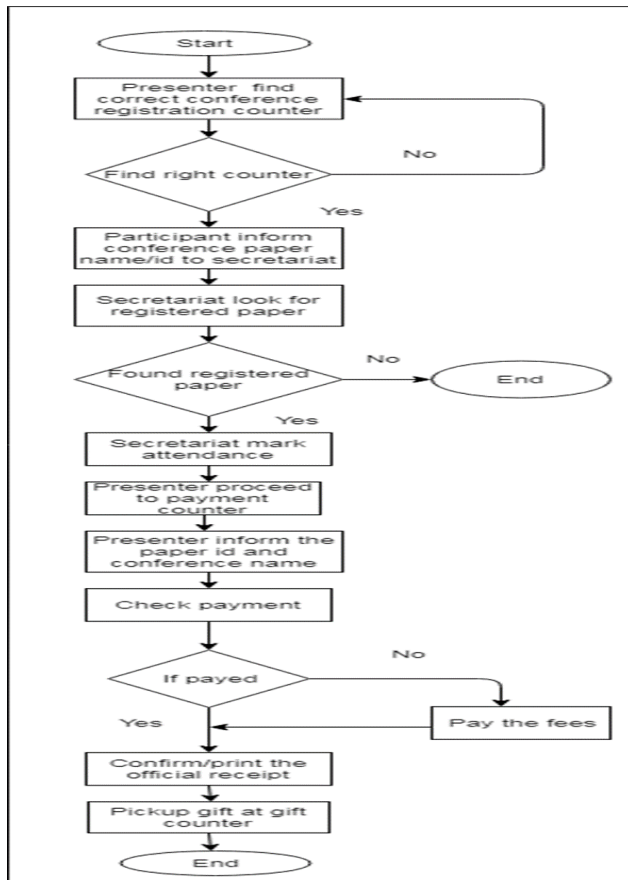 Start
Presenter find
correct conference
registration counter
No
Find right counter
Yes
Participant inform
conference paper
name/id to secretariat
Secretariat look for
registered paper
No
Found registered
paper
End
Yes
Secretariat mark
attendance
Presenter proceed
to payment
counter
Presenter inform the
paper id and
conference name
Check payment
No
If payed
Yes
Pay the fees
Confirm/print the
official receipt
Pickup gift at gift
counter
End